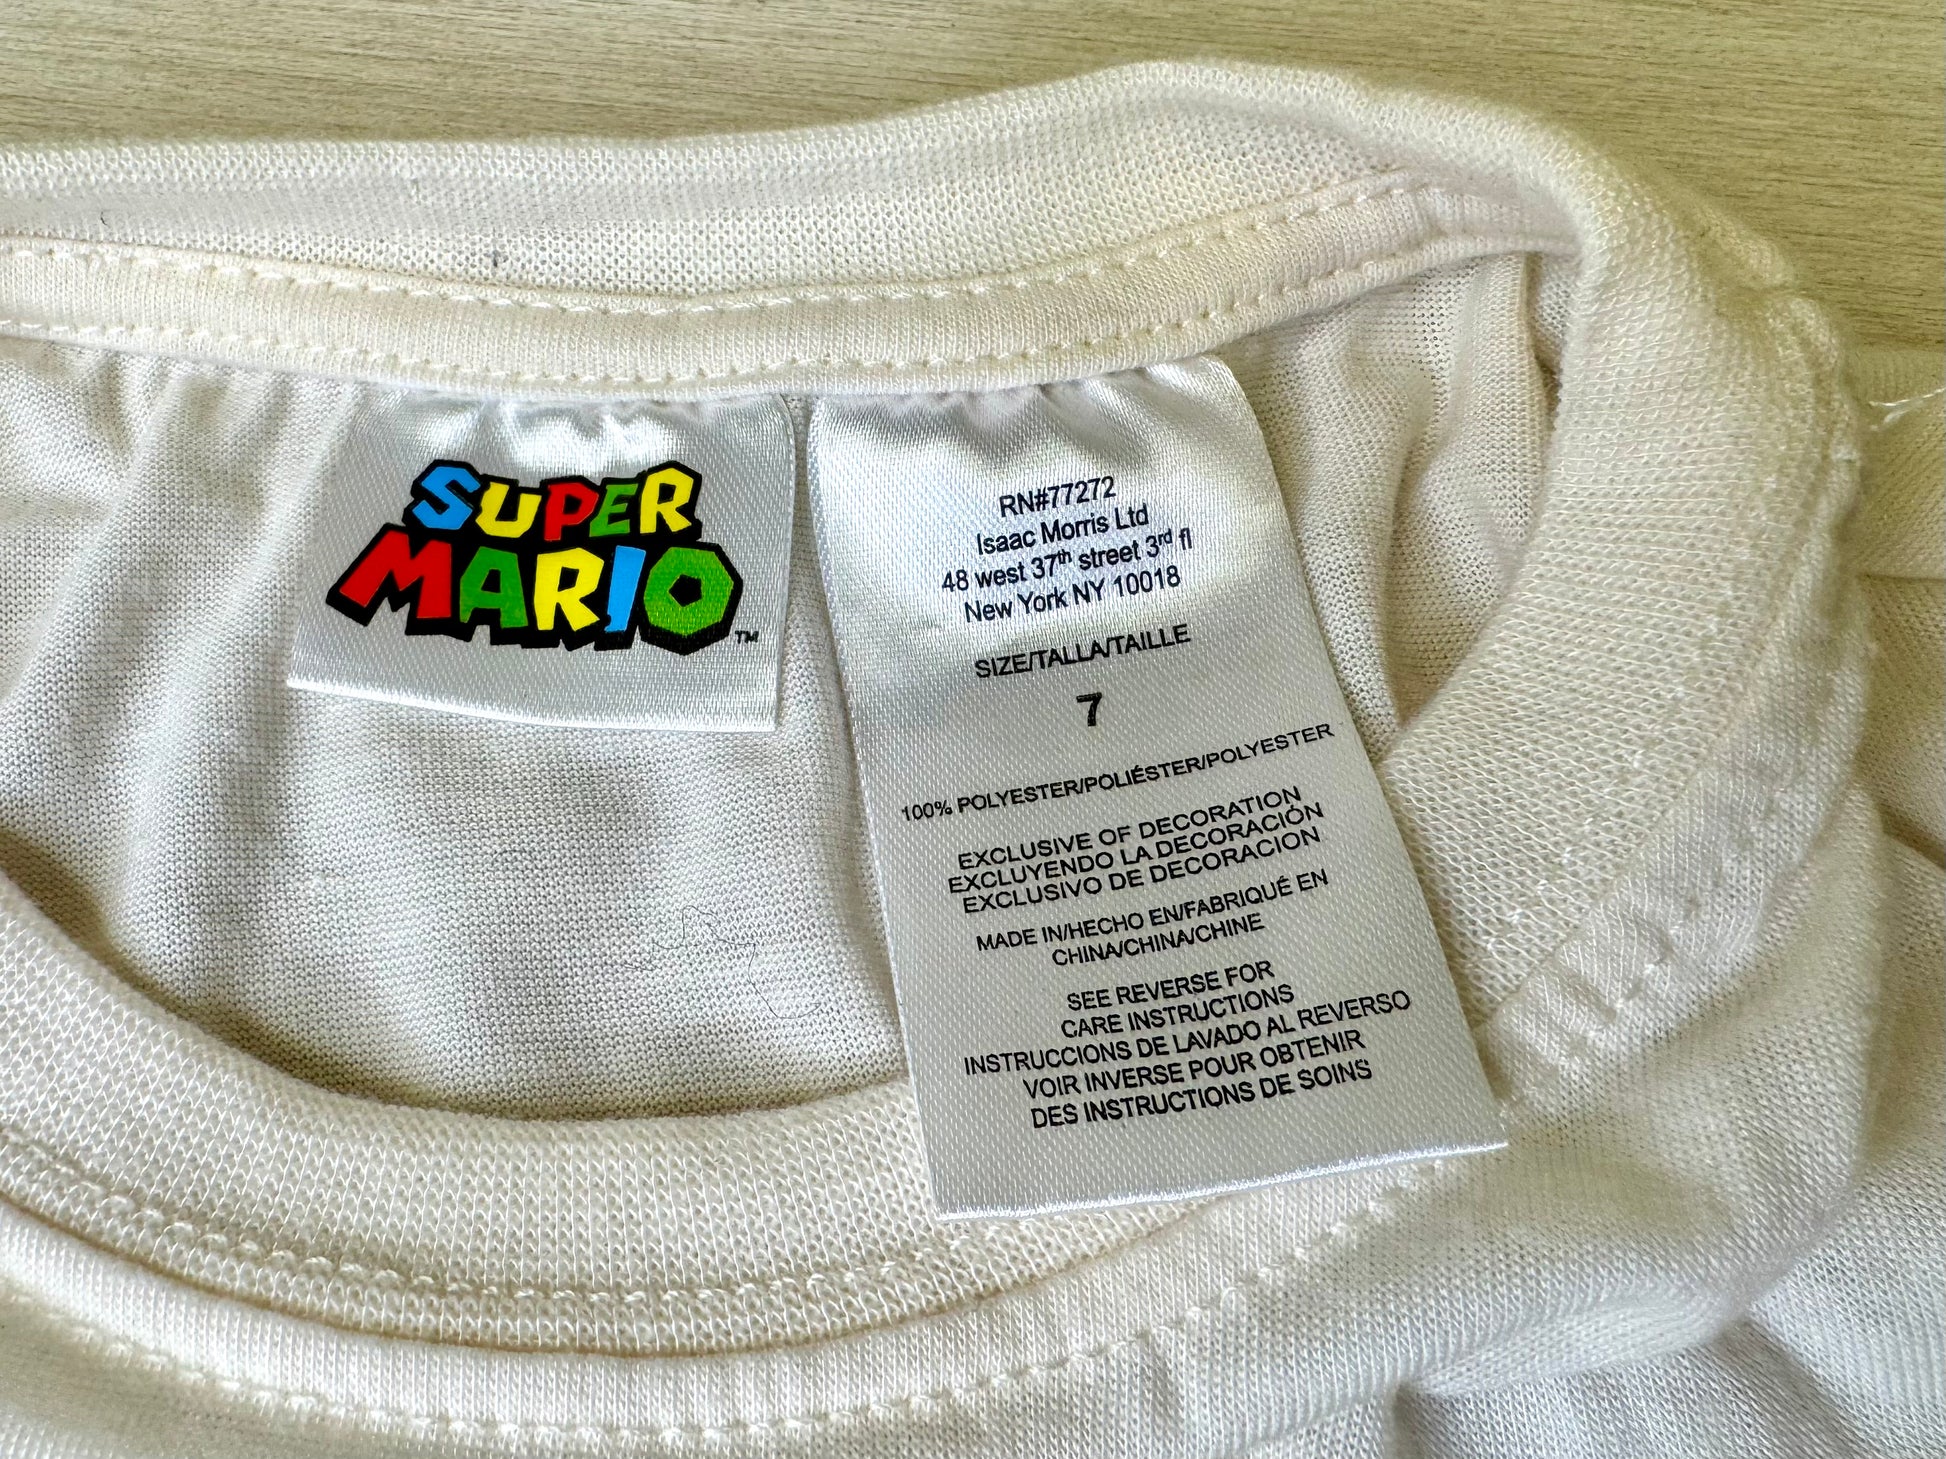 SUPER
MARIO™
RN#77272
Isaac Morris Ltd
48 west 37th street 3rd fl
New York NY 10018
SIZE/TALLA/TAILLE
7
100% POLYESTER/POLIÉSTER/POLYESTER
EXCLUSIVE OF DECORATION
EXCLUYENDO LA DECORACIÓN
EXCLUSIVO DE DECORACION
MADE IN/HECHO EN/FABRIQUÉ EN
CHINA/CHINA/CHINE
SEE REVERSE FOR
CARE INSTRUCTIONS
INSTRUCCIONS DE LAVADO AL REVERSO
VOIR INVERSE POUR OBTENIR
DES INSTRUCTIONS DE SOINS